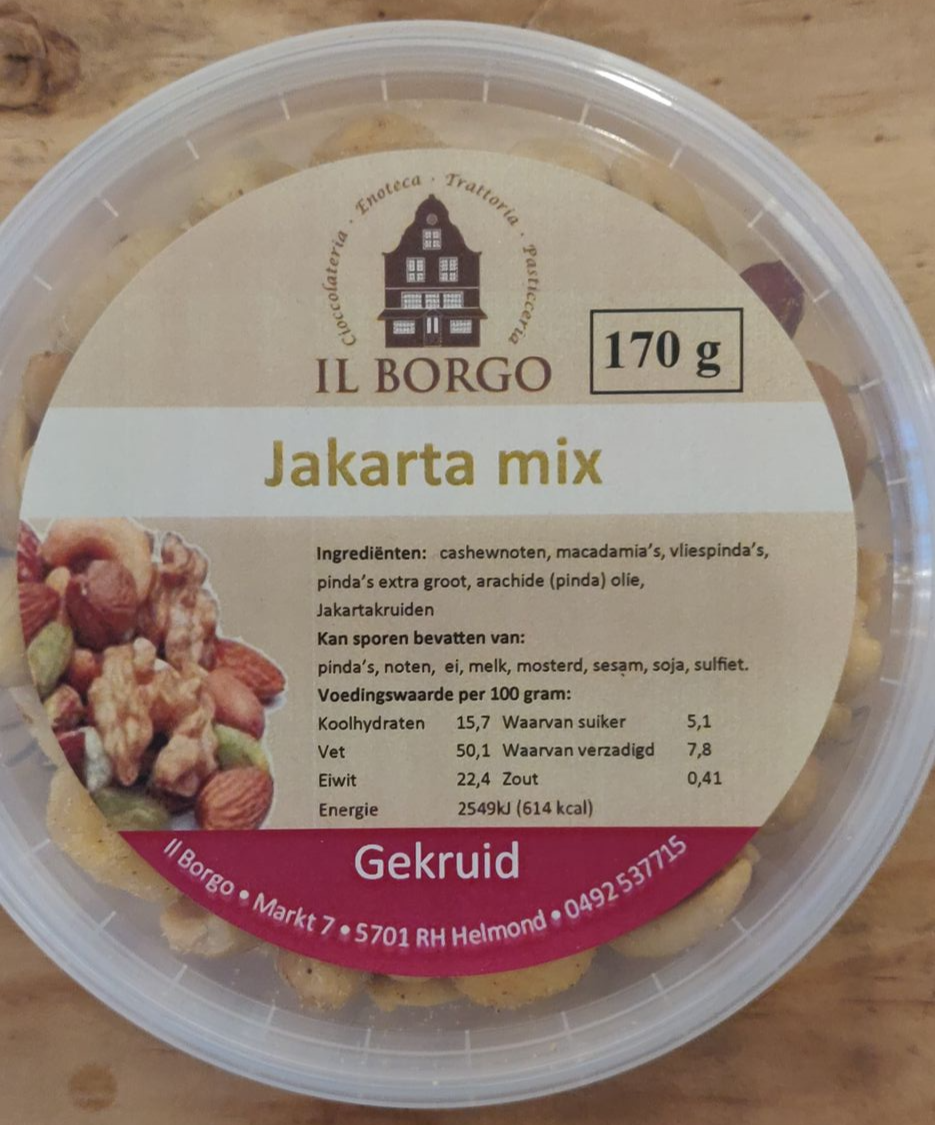 Cioccolateria · Enoteca · Trattoria · Pasticceria
IL BORGO
170 g
Jakarta mix
Ingrediënten: cashewnoten, macadamia's, vliespinda's,
pinda's extra groot, arachide (pinda) olie,
Jakartakruiden
Kan sporen bevatten van:
pinda's, noten, ei, melk, mosterd, sesam, soja, sulfiet.
Voedingswaarde per 100 gram:
Koolhydraten 15,7 Waarvan suiker 5,1
Vet 50,1 Waarvan verzadigd 7,8
Eiwit 22,4 Zout 0,41
Energie 2549kJ (614 kcal)
Gekruid
Il Borgo • Markt 7 • 5701 RH Helmond • 0492 537715